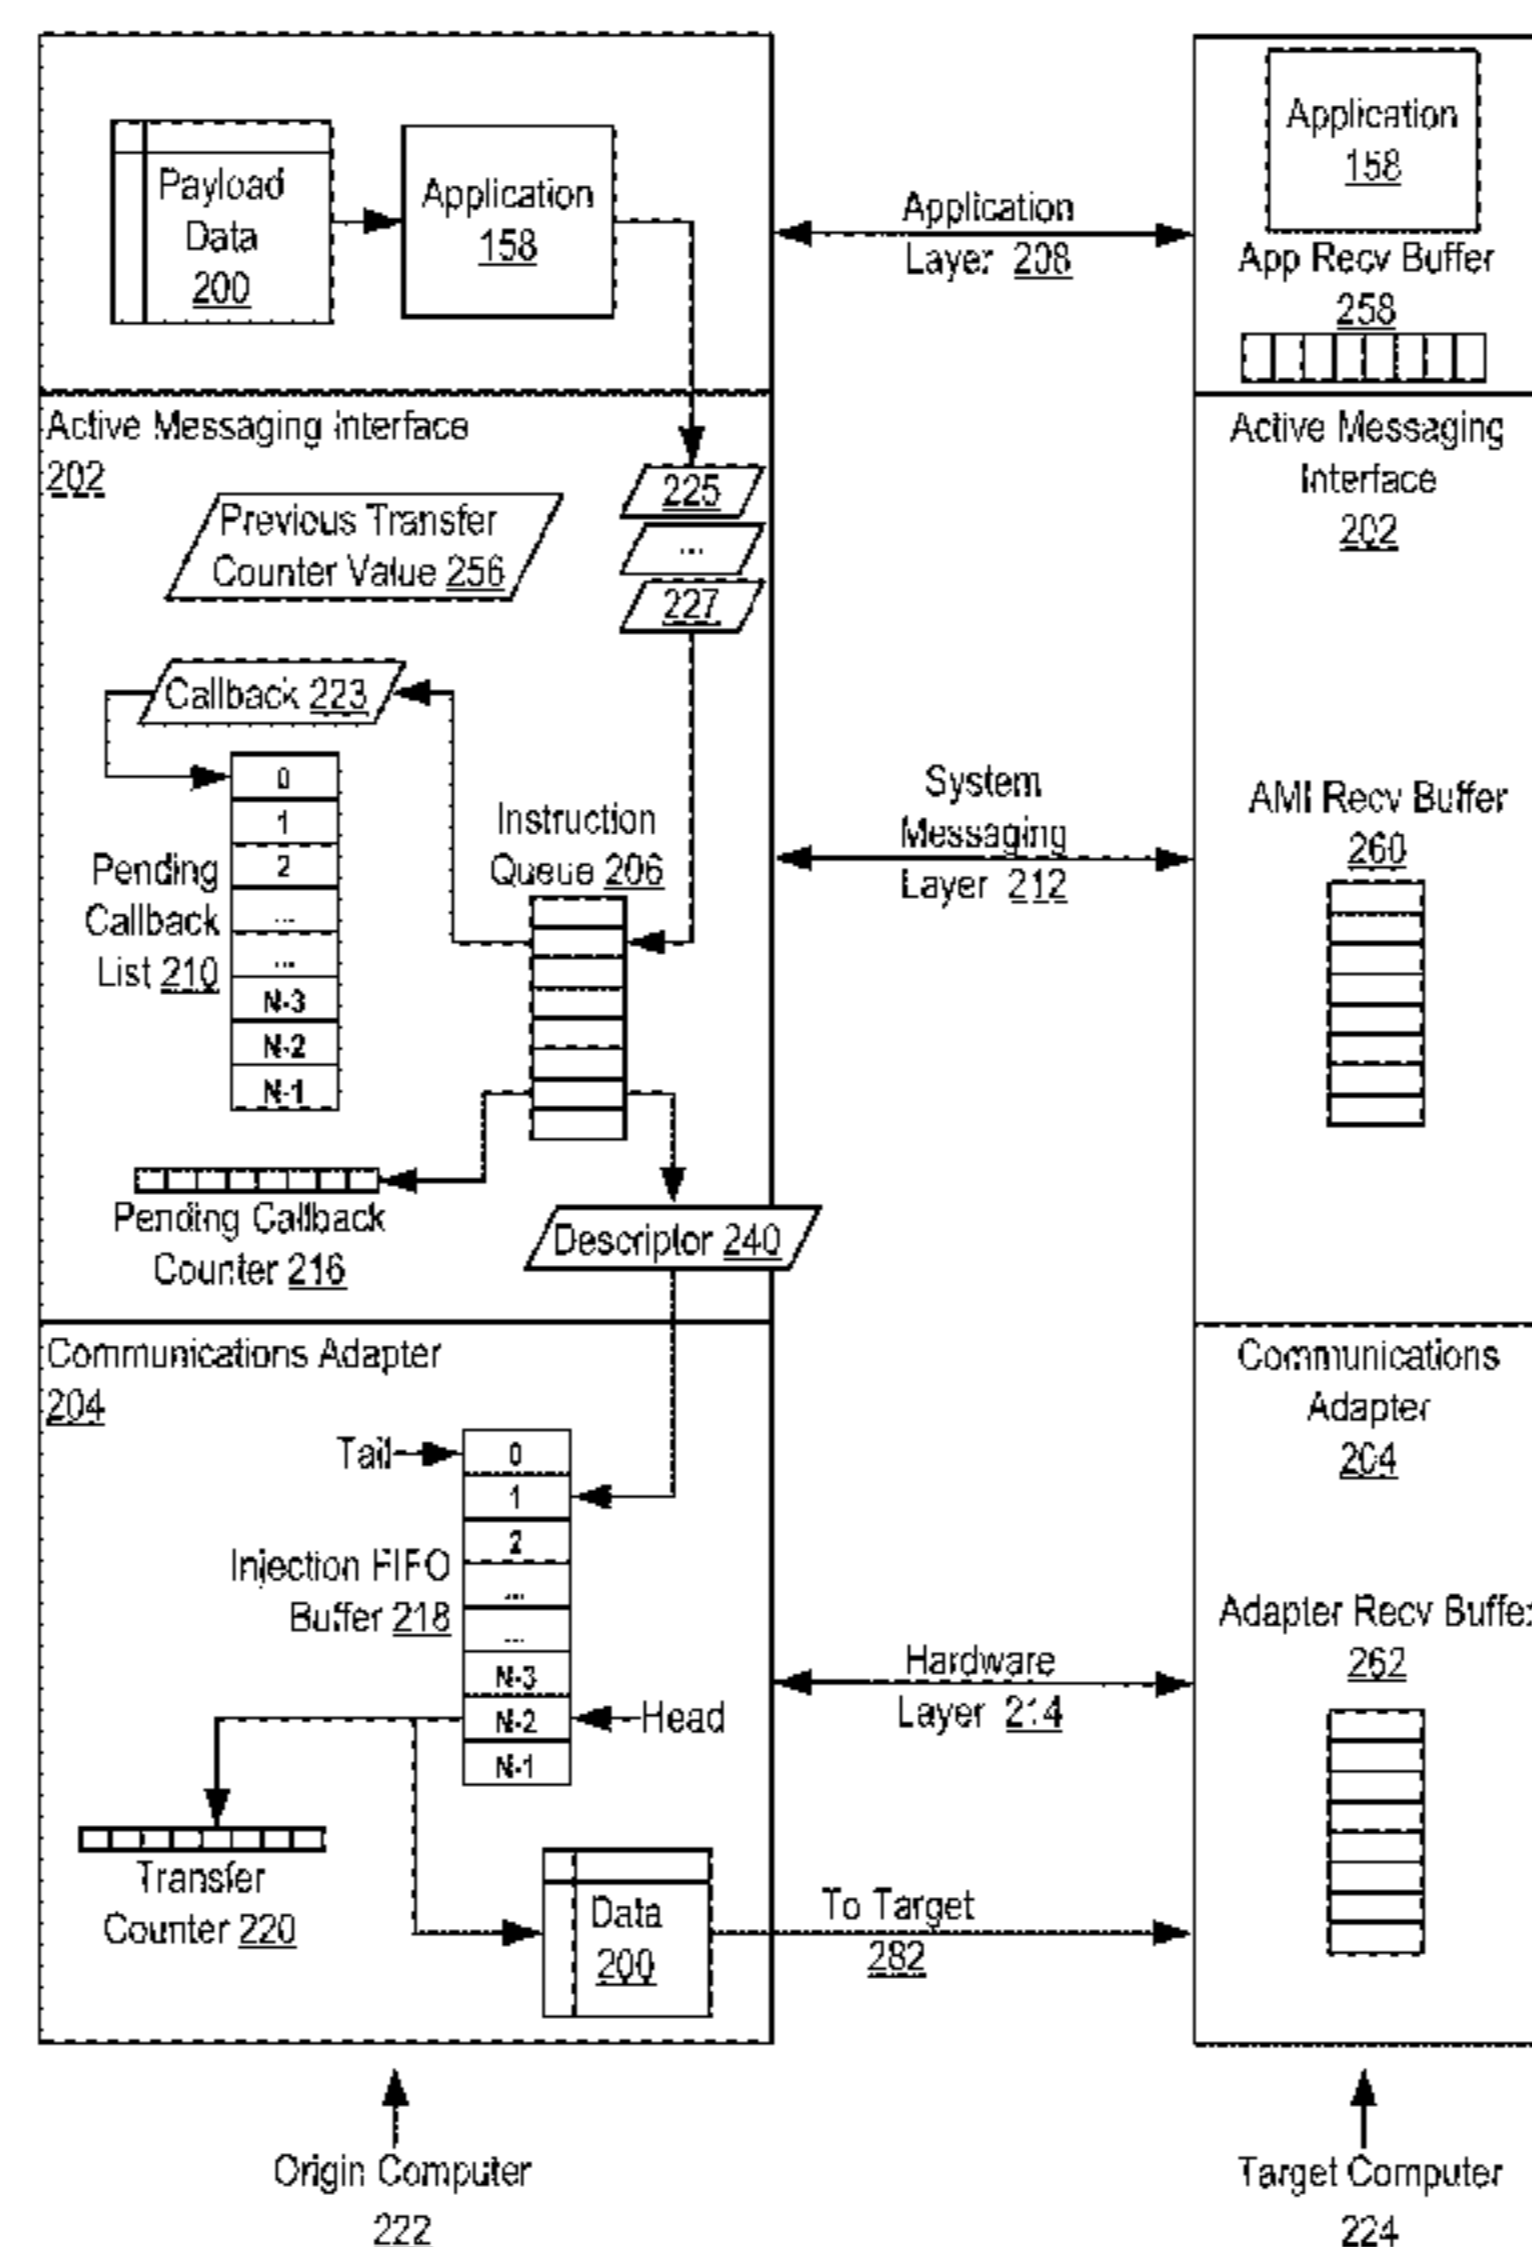 Payload
Data
200
Application
158
Application
Layer 208
Application
158
App Recv Buffer
258
Active Messaging Interface
202
Previous Transfer
Counter Value 256
225
...
227
Active Messaging
Interface
202
Callback 223
0
1
2
...
...
N-3
N-2
N-1
Pending
Callback
List 210
Instruction
Queue 206
System
Messaging
Layer 212
AMI Recv Buffer
260
Pending Callback
Counter 216
Descriptor 240
Communications Adapter
204
Communications
Adapter
204
Tail
0
1
2
...
...
N-3
N-2
N-1
Injection FIFO
Buffer 218
Head
Hardware
Layer 214
Adapter Recv Buffer
262
Transfer
Counter 220
Data
200
To Target
282
Origin Computer
222
Target Computer
224